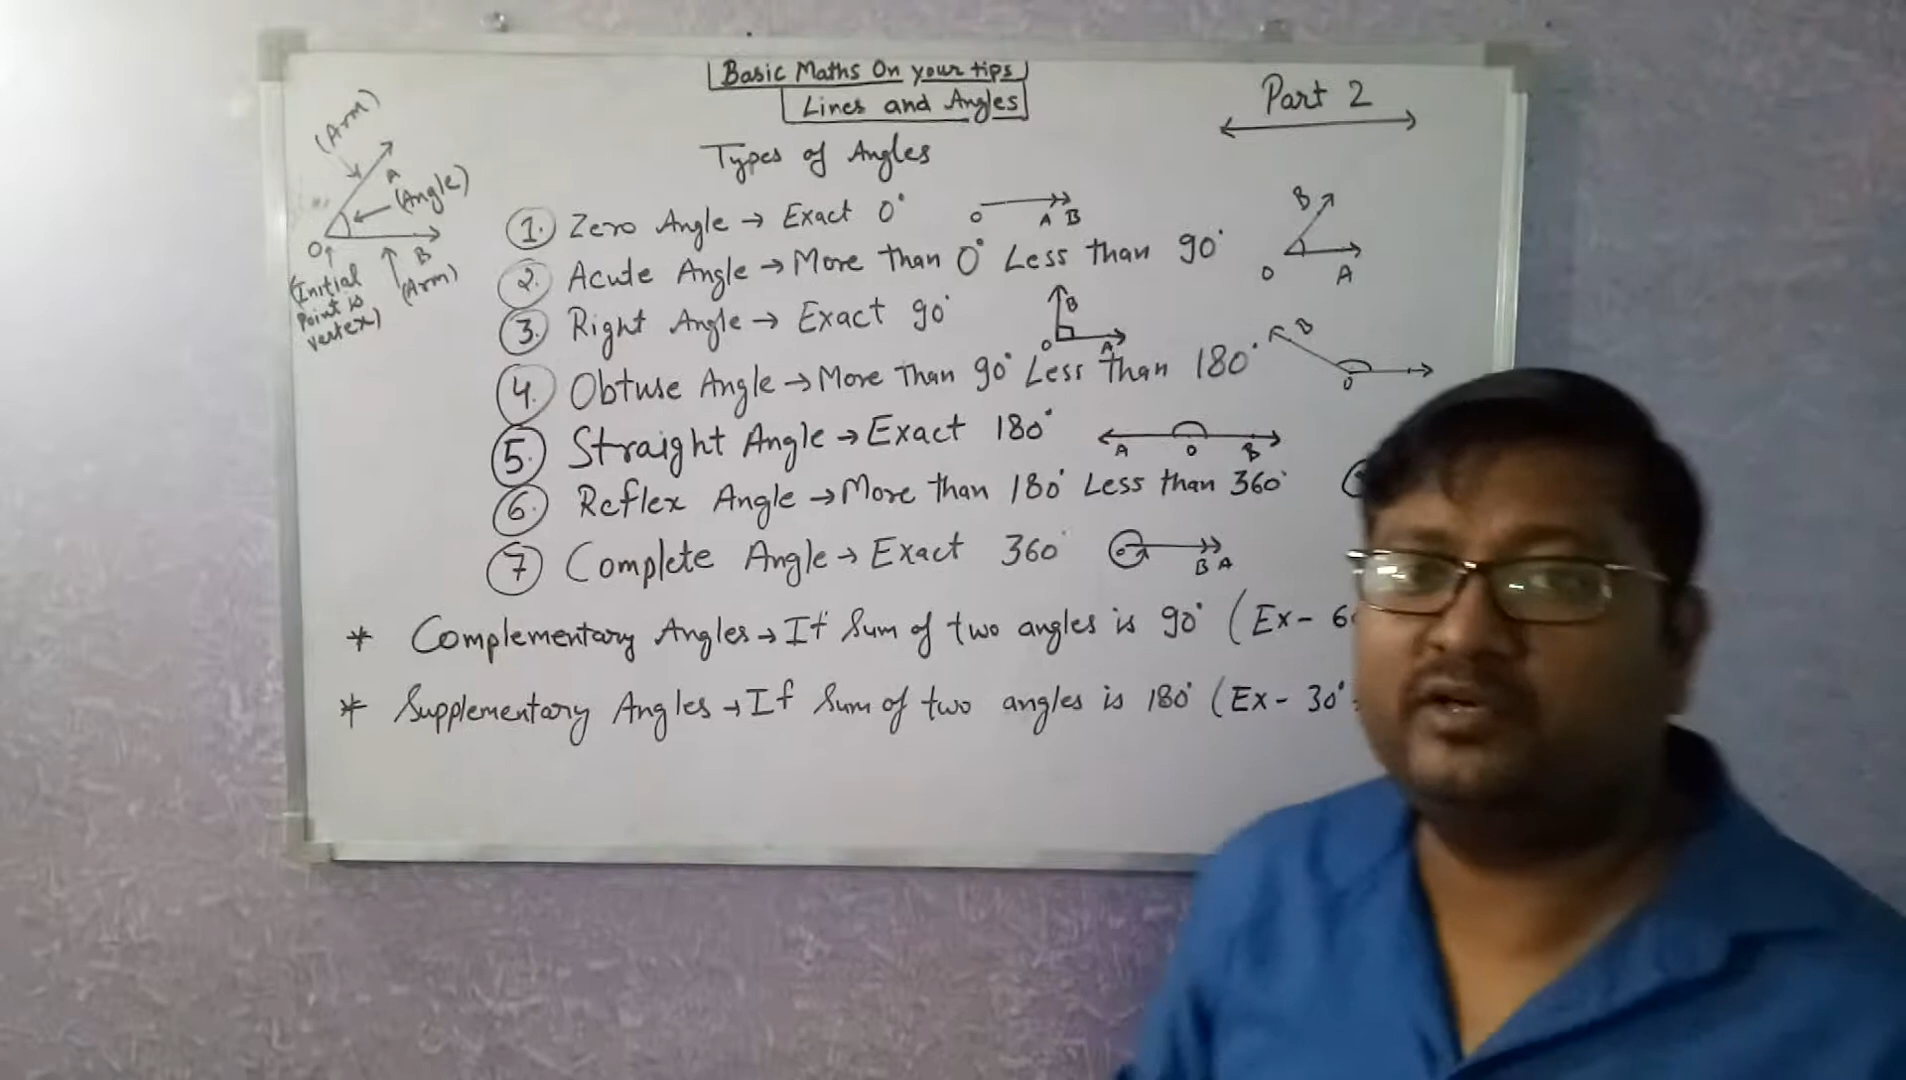 Basic Maths On your tips
Lines and Angles
Part 2
Types of Angles
(Arm)
A
(Angle)
O
B
(Arm)
(Initial
Point is
vertex)
1. Zero Angle → Exact 0°
O A B
2. Acute Angle → More than 0° Less than 90°
B
O A
3. Right Angle → Exact 90°
B
O A
4. Obtuse Angle → More than 90° Less than 180°
B
O
5. Straight Angle → Exact 180°
A O B
6. Reflex Angle → More than 180° Less than 360°
7 Complete Angle → Exact 360°
O B A
* Complementary Angles → If Sum of two angles is 90° (Ex - 6
* Supplementary Angles → If Sum of two angles is 180° (Ex - 30°